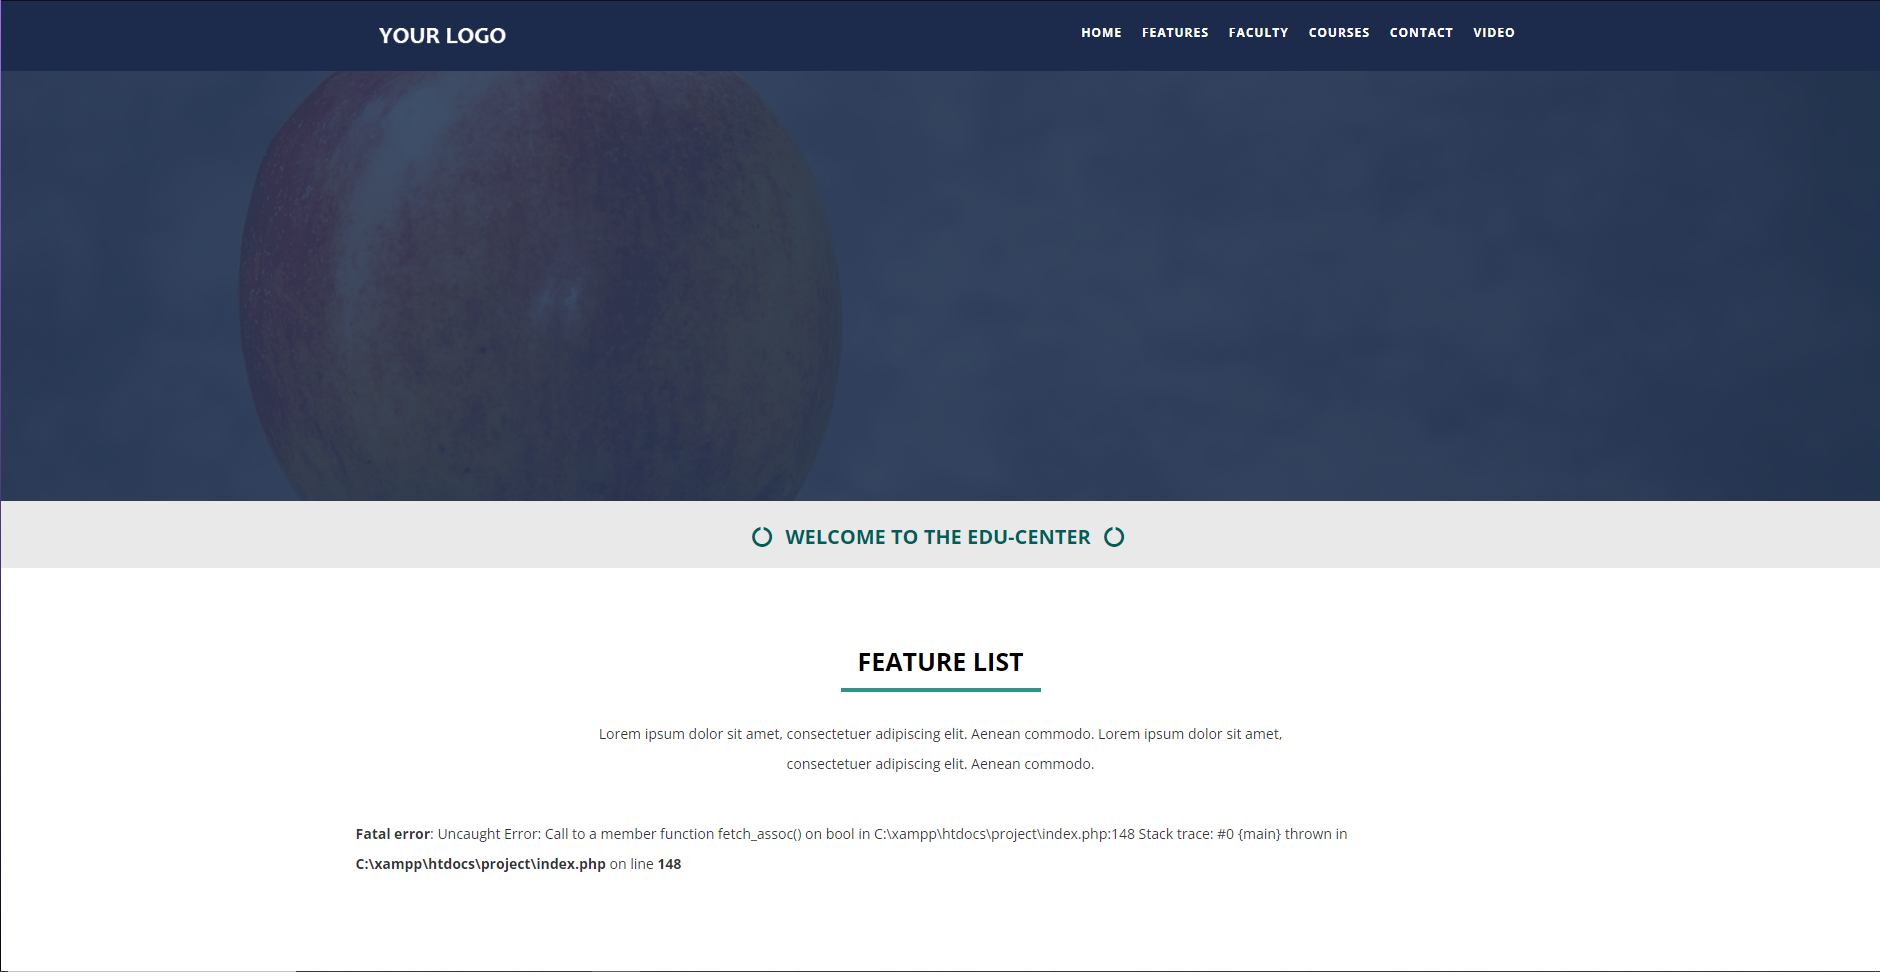 YOUR LOGO
HOME FEATURES FACULTY COURSES CONTACT VIDEO
WELCOME TO THE EDU-CENTER
FEATURE LIST
Lorem ipsum dolor sit amet, consectetuer adipiscing elit. Aenean commodo. Lorem ipsum dolor sit amet,
consectetuer adipiscing elit. Aenean commodo.
Fatal error: Uncaught Error: Call to a member function fetch_assoc() on bool in C:\xampp\htdocs\project\index.php:148 Stack trace: #0 {main} thrown in
C:\xampp\htdocs\project\index.php on line 148